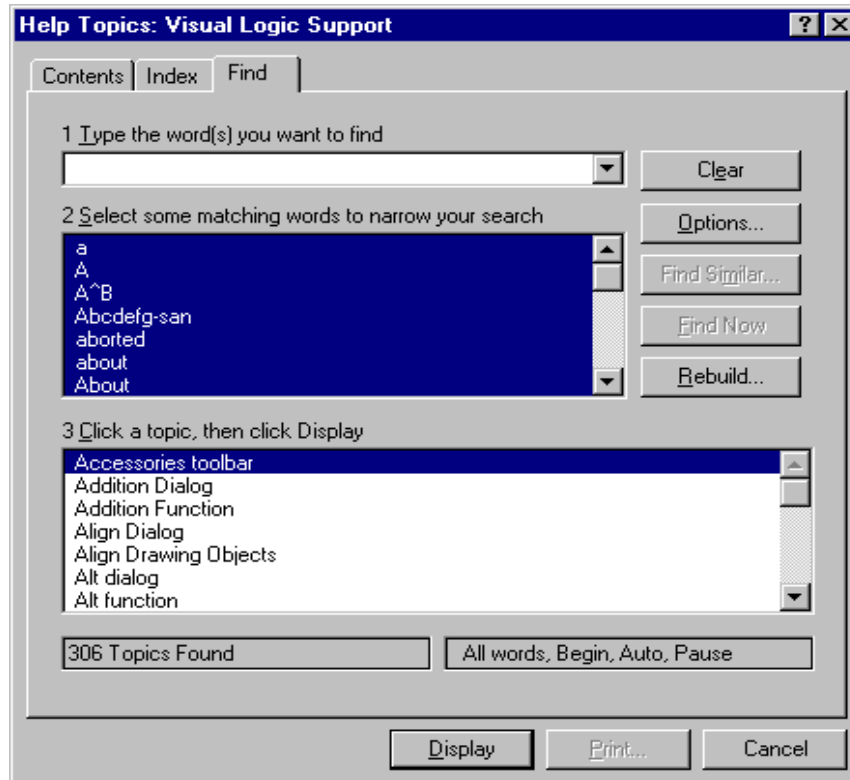 Help Topics: Visual Logic Support
Contents Index Find
1 Type the word(s) you want to find
Clear
2 Select some matching words to narrow your search
Options...
a
A
A^B
Abcdefg-san
aborted
about
About
Find Similar...
Find Now
Rebuild...
3 Click a topic, then click Display
Accessories toolbar
Addition Dialog
Addition Function
Align Dialog
Align Drawing Objects
Alt dialog
Alt function
306 Topics Found All words, Begin, Auto, Pause
Display Print... Cancel